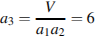 a₃ = V / a₁a₂ = 6